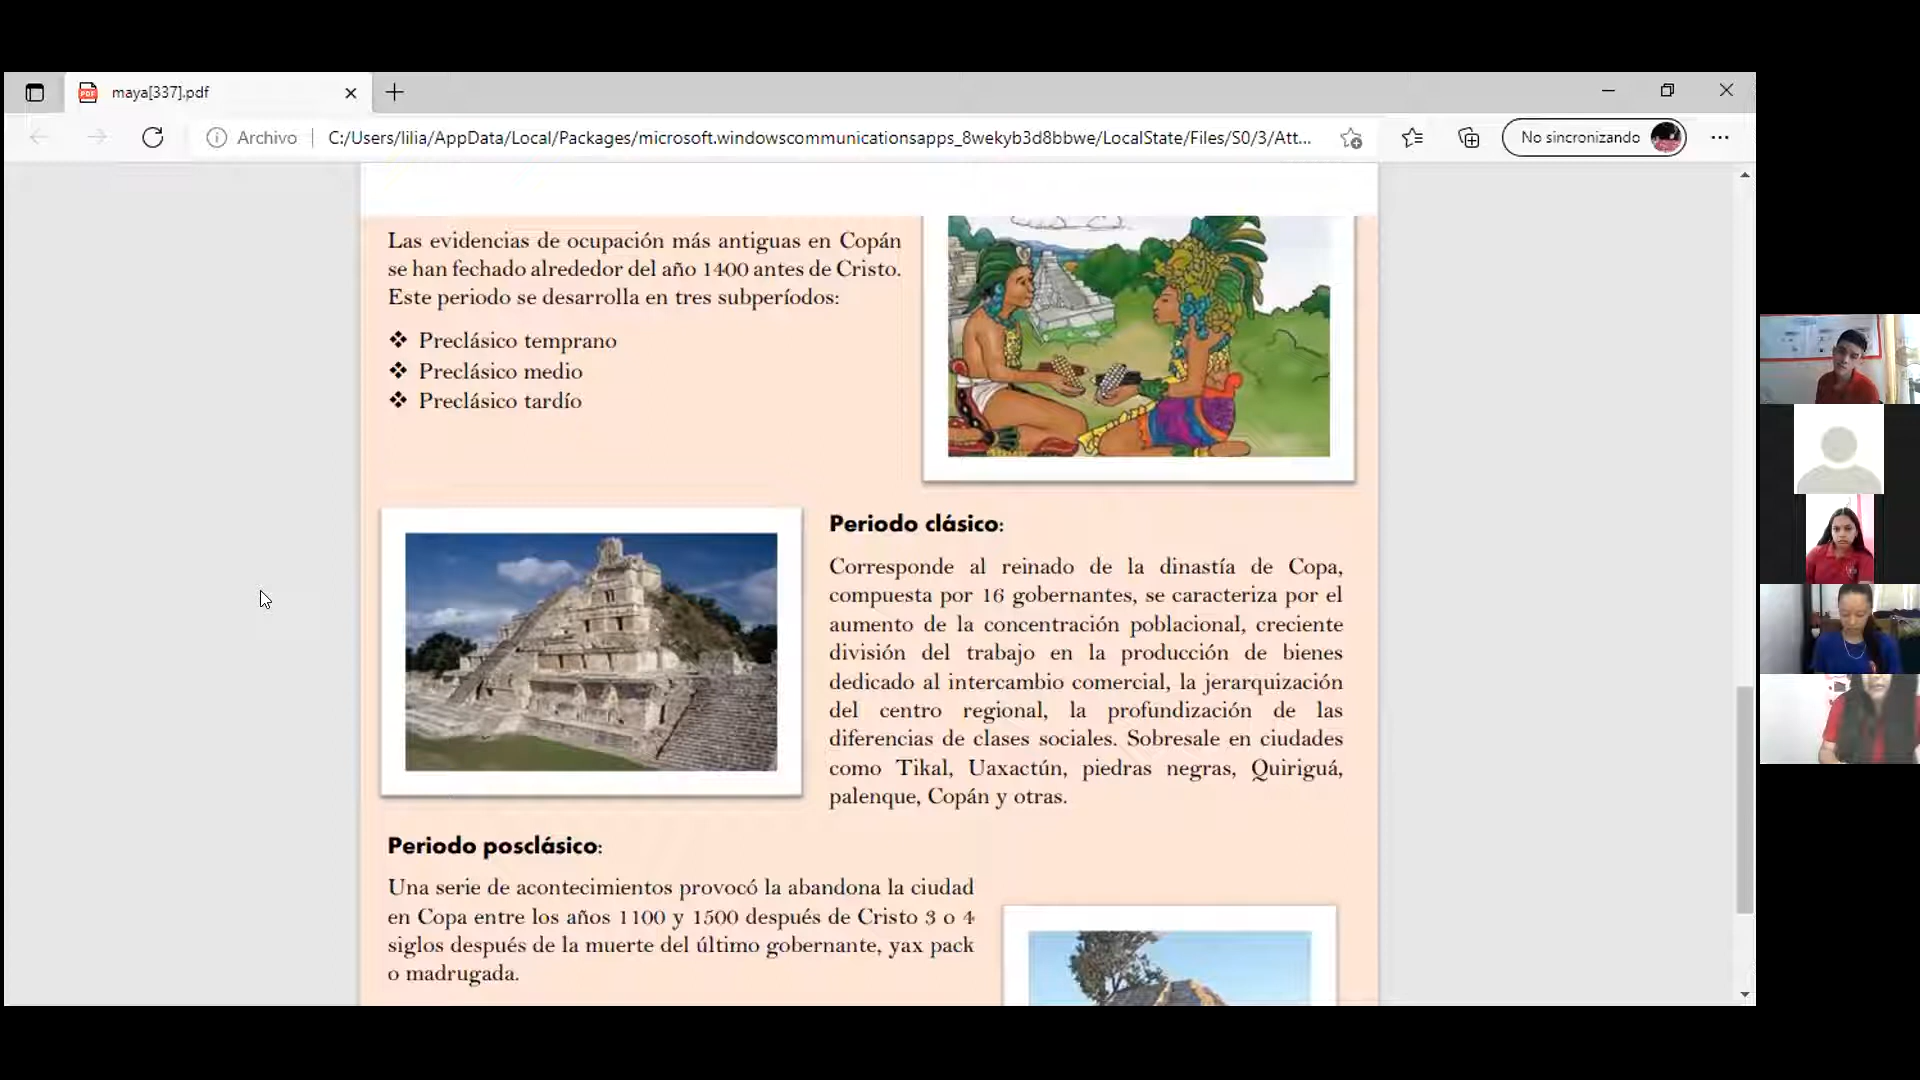 maya[337].pdf
Archivo
C:/Users/lilia/AppData/Local/Packages/microsoft.windowscommunicationsapps_8wekyb3d8bbwe/LocalState/Files/S0/3/Att...
No sincronizando
Las evidencias de ocupación más antiguas en Copán
se han fechado alrededor del año 1400 antes de Cristo.
Este periodo se desarrolla en tres subperíodos:
❖ Preclásico temprano
❖ Preclásico medio
❖ Preclásico tardío
Periodo clásico:
Corresponde al reinado de la dinastía de Copa,
compuesta por 16 gobernantes, se caracteriza por el
aumento de la concentración poblacional, creciente
división del trabajo en la producción de bienes
dedicado al intercambio comercial, la jerarquización
del centro regional, la profundización de las
diferencias de clases sociales. Sobresale en ciudades
como Tikal, Uaxactún, piedras negras, Quiriguá,
palenque, Copán y otras.
Periodo posclásico:
Una serie de acontecimientos provocó la abandona la ciudad
en Copa entre los años 1100 y 1500 después de Cristo 3 o 4
siglos después de la muerte del último gobernante, yax pack
o madrugada.